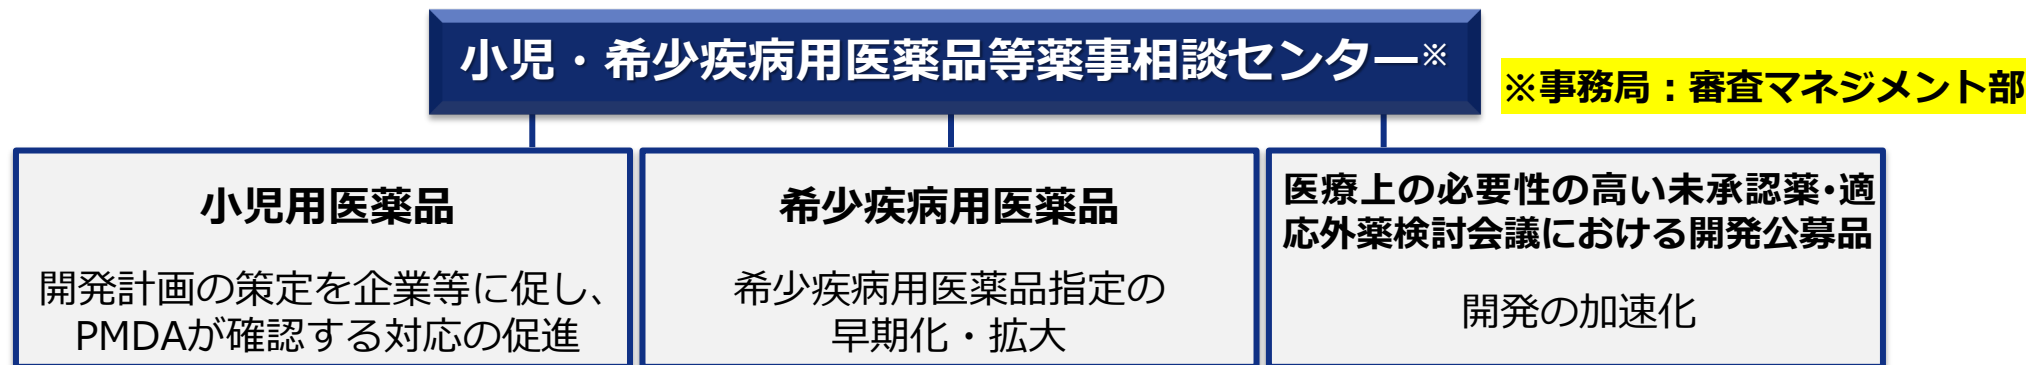 小児・希少疾病用医薬品等薬事相談センター※
※事務局：審査マネジメント部
小児用医薬品
開発計画の策定を企業等に促し、
PMDAが確認する対応の促進
希少疾病用医薬品
希少疾病用医薬品指定の
早期化・拡大
医療上の必要性の高い未承認薬･適
応外薬検討会議における開発公募品
開発の加速化